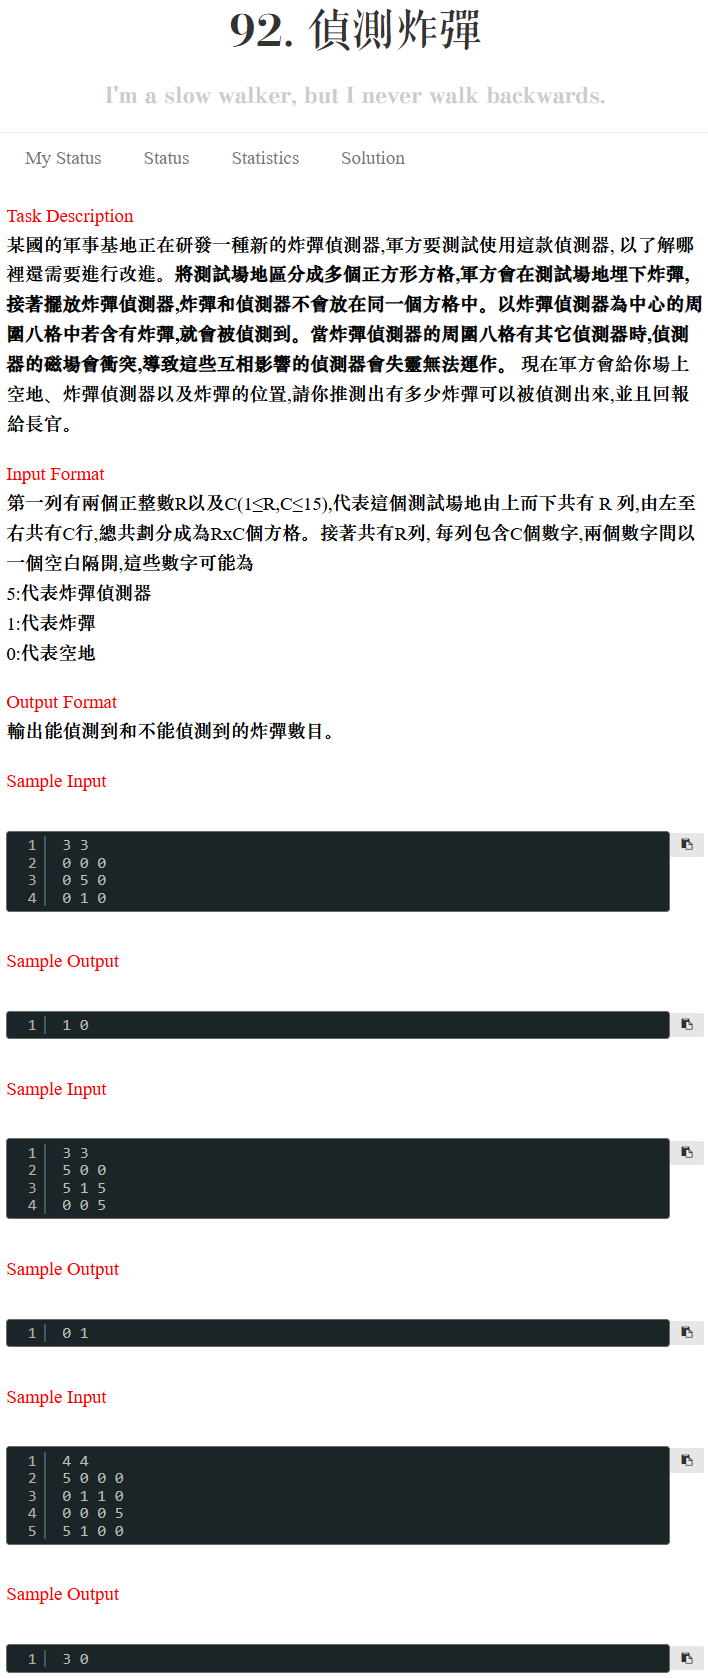 92. 偵測炸彈
I'm a slow walker, but I never walk backwards.
My Status Status Statistics Solution
Task Description
某國的軍事基地正在研發一種新的炸彈偵測器,軍方要測試使用這款偵測器, 以了解哪
裡還需要進行改進。將測試場地區分成多個正方形方格,軍方會在測試場地埋下炸彈,
接著擺放炸彈偵測器,炸彈和偵測器不會放在同一個方格中。以炸彈偵測器為中心的周
圍八格中若含有炸彈,就會被偵測到。當炸彈偵測器的周圍八格有其它偵測器時,偵測
器的磁場會衝突,導致這些互相影響的偵測器會失靈無法運作。 現在軍方會給你場上
空地、炸彈偵測器以及炸彈的位置,請你推測出有多少炸彈可以被偵測出來,並且回報
給長官。
Input Format
第一列有兩個正整數R以及C(1≤R,C≤15),代表這個測試場地由上而下共有 R 列,由左至
右共有C行,總共劃分成為RxC個方格。接著共有R列, 每列包含C個數字,兩個數字間以
一個空白隔開,這些數字可能為
5:代表炸彈偵測器
1:代表炸彈
0:代表空地
Output Format
輸出能偵測到和不能偵測到的炸彈數目。
Sample Input
1 3 3
2 0 0 0
3 0 5 0
4 0 1 0
Sample Output
1 1 0
Sample Input
1 3 3
2 5 0 0
3 5 1 5
4 0 0 5
Sample Output
1 0 1
Sample Input
1 4 4
2 5 0 0 0
3 0 1 1 0
4 0 0 0 5
5 5 1 0 0
Sample Output
1 3 0